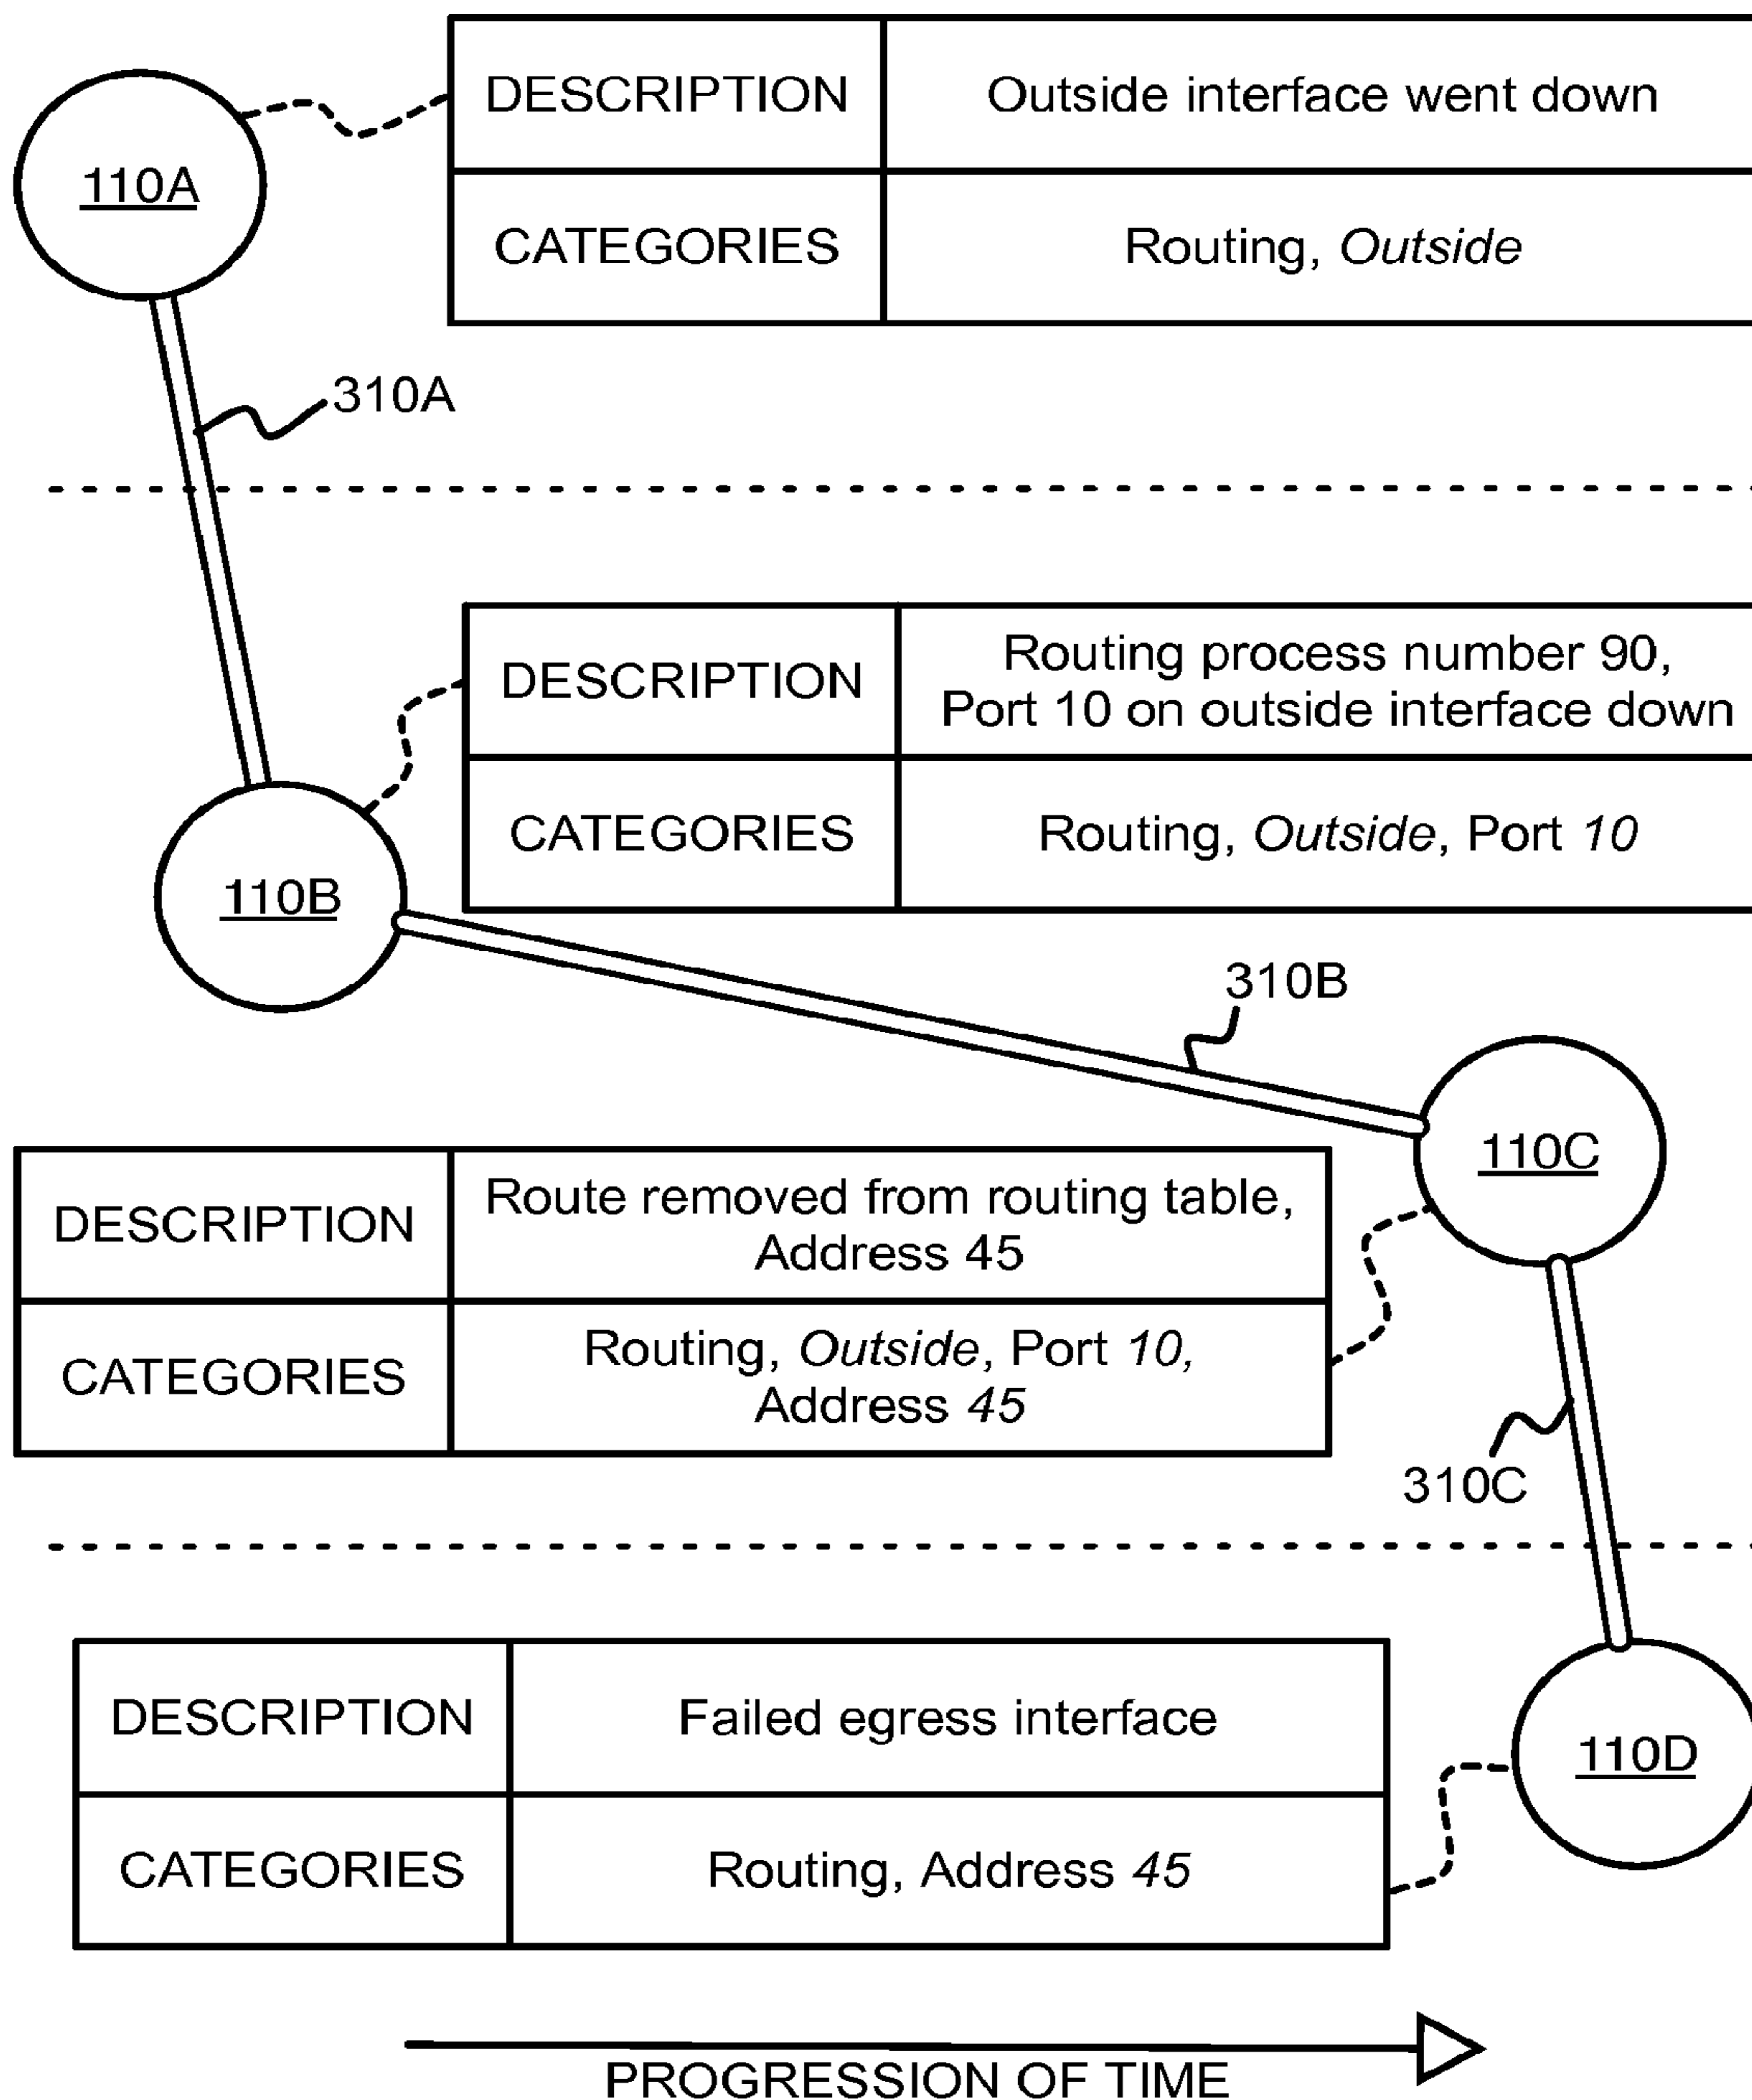 110A
DESCRIPTION
Outside interface went down
CATEGORIES
Routing, Outside
310A
110B
DESCRIPTION
Routing process number 90,
Port 10 on outside interface down
CATEGORIES
Routing, Outside, Port 10
310B
110C
DESCRIPTION
Route removed from routing table,
Address 45
CATEGORIES
Routing, Outside, Port 10,
Address 45
310C
110D
DESCRIPTION
Failed egress interface
CATEGORIES
Routing, Address 45
PROGRESSION OF TIME